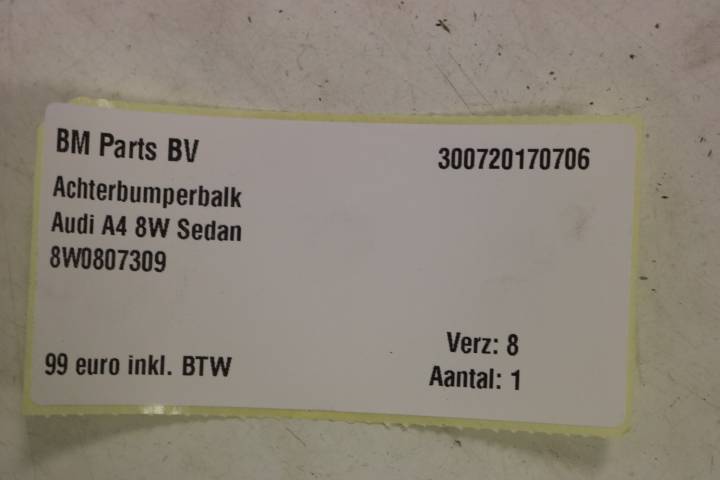 BM Parts BV
300720170706
Achterbumperbalk
Audi A4 8W Sedan
8W0807309
Verz: 8
99 euro inkl. BTW
Aantal: 1